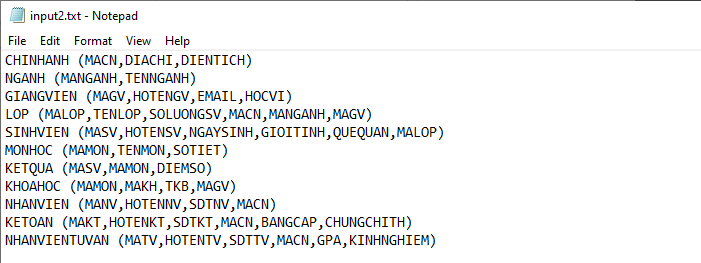 input2.txt - Notepad
File Edit Format View Help
CHINHANH (MACN,DIACHI,DIENTICH)
NGANH (MANGANH,TENNGANH)
GIANGVIEN (MAGV,HOTENGV,EMAIL,HOCVI)
LOP (MALOP,TENLOP,SOLUONGSV,MACN,MANGANH,MAGV)
SINHVIEN (MASV,HOTENSV,NGAYSINH,GIOITINH,QUEQUAN,MALOP)
MONHOC (MAMON,TENMON,SOTIET)
KETQUA (MASV,MAMON,DIEMSO)
KHOAHOC (MAMON,MAKH,TKB,MAGV)
NHANVIEN (MANV,HOTENNV,SDTNV,MACN)
KETOAN (MAKT,HOTENKT,SDTKT,MACN,BANGCAP,CHUNGCHITH)
NHANVIENTUVAN (MATV,HOTENTV,SDTTV,MACN,GPA,KINHNGHIEM)